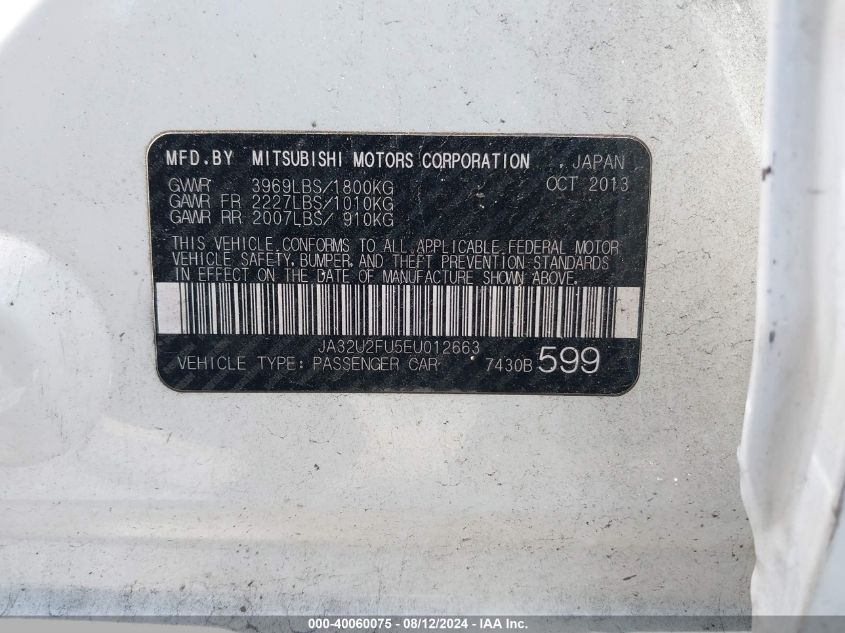 MFD.BY MITSUBISHI MOTORS CORPORATION , JAPAN
GVWR 3969LBS/1800KG OCT 2013
GAWR FR 2227LBS/1010KG
GAWR RR 2007LBS/ 910KG
THIS VEHICLE CONFORMS TO ALL APPLICABLE FEDERAL MOTOR
VEHICLE SAFETY, BUMPER, AND THEFT PREVENTION STANDARDS
IN EFFECT ON THE DATE OF MANUFACTURE SHOWN ABOVE.
JA32U2FU5EU012663
VEHICLE TYPE: PASSENGER CAR 7430B 599
000-40060075 - 08/12/2024 - IAA Inc.